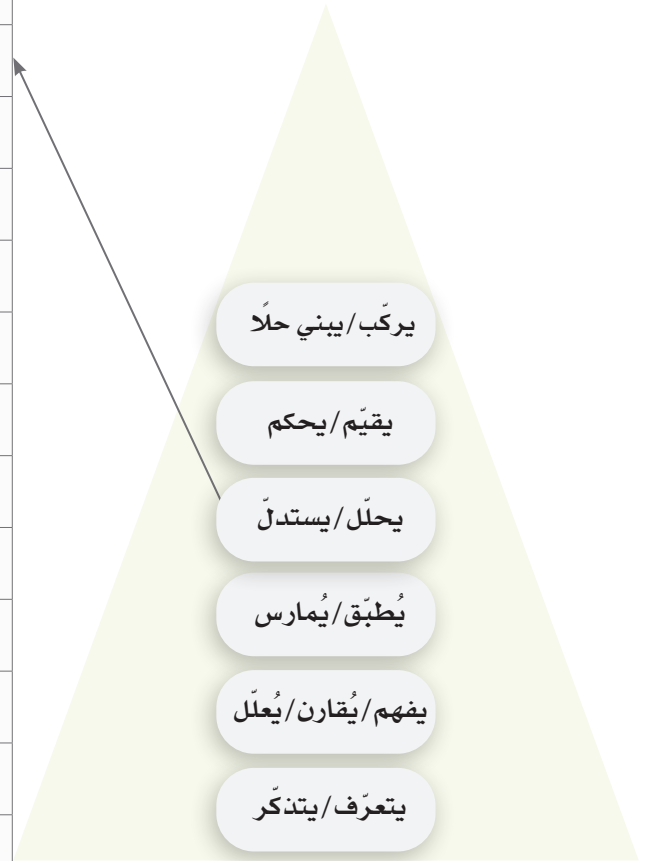 يركّب/يبني حلًا
يقيّم/يحكم
يحلّل/يستدلّ
يُطبّق/يُمارس
يفهم/يُقارن/يُعلّل
يتعرّف/يتذكّر